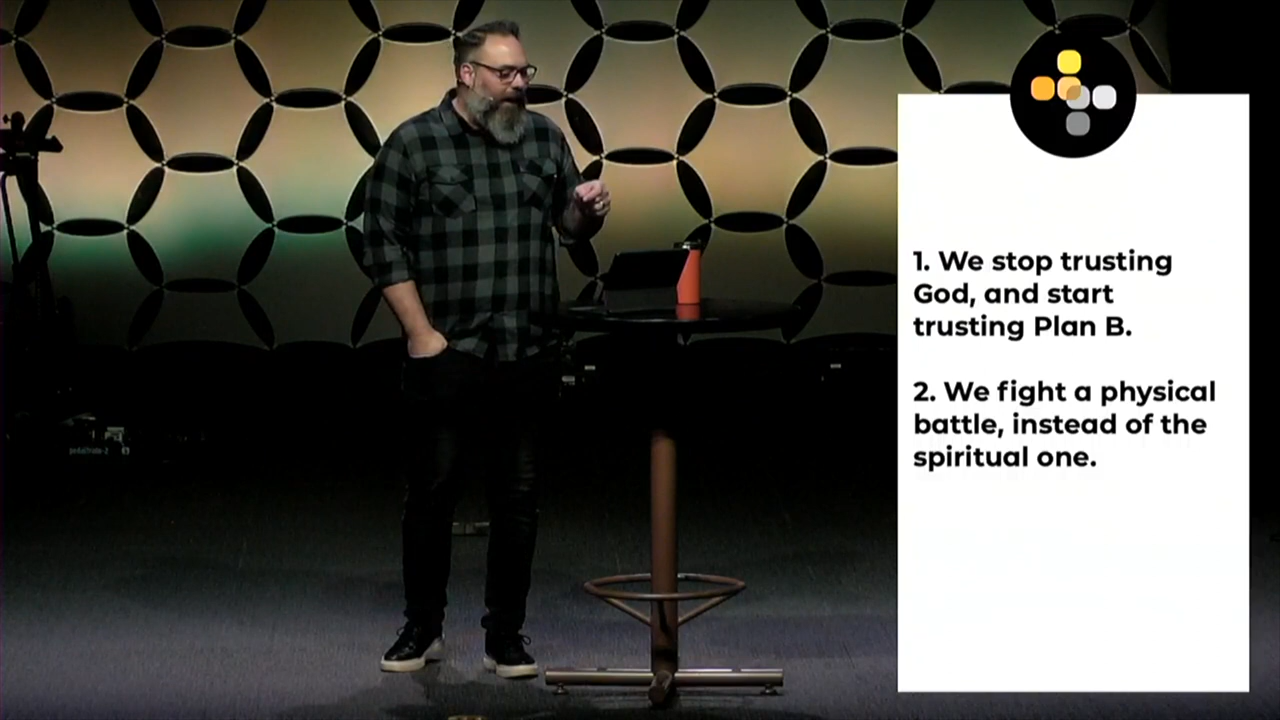 1. We stop trusting
God, and start
trusting Plan B.
2. We fight a physical
battle, instead of the
spiritual one.